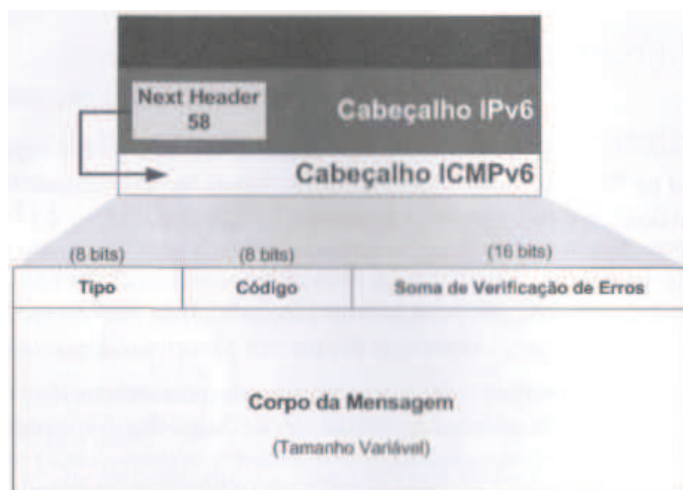 Next Header
58
Cabeçalho IPv6
Cabeçalho ICMPv6
(8 bits) (8 bits) (16 bits)
Tipo Código Soma de Verificação de Erros
Corpo da Mensagem
(Tamanho Variável)